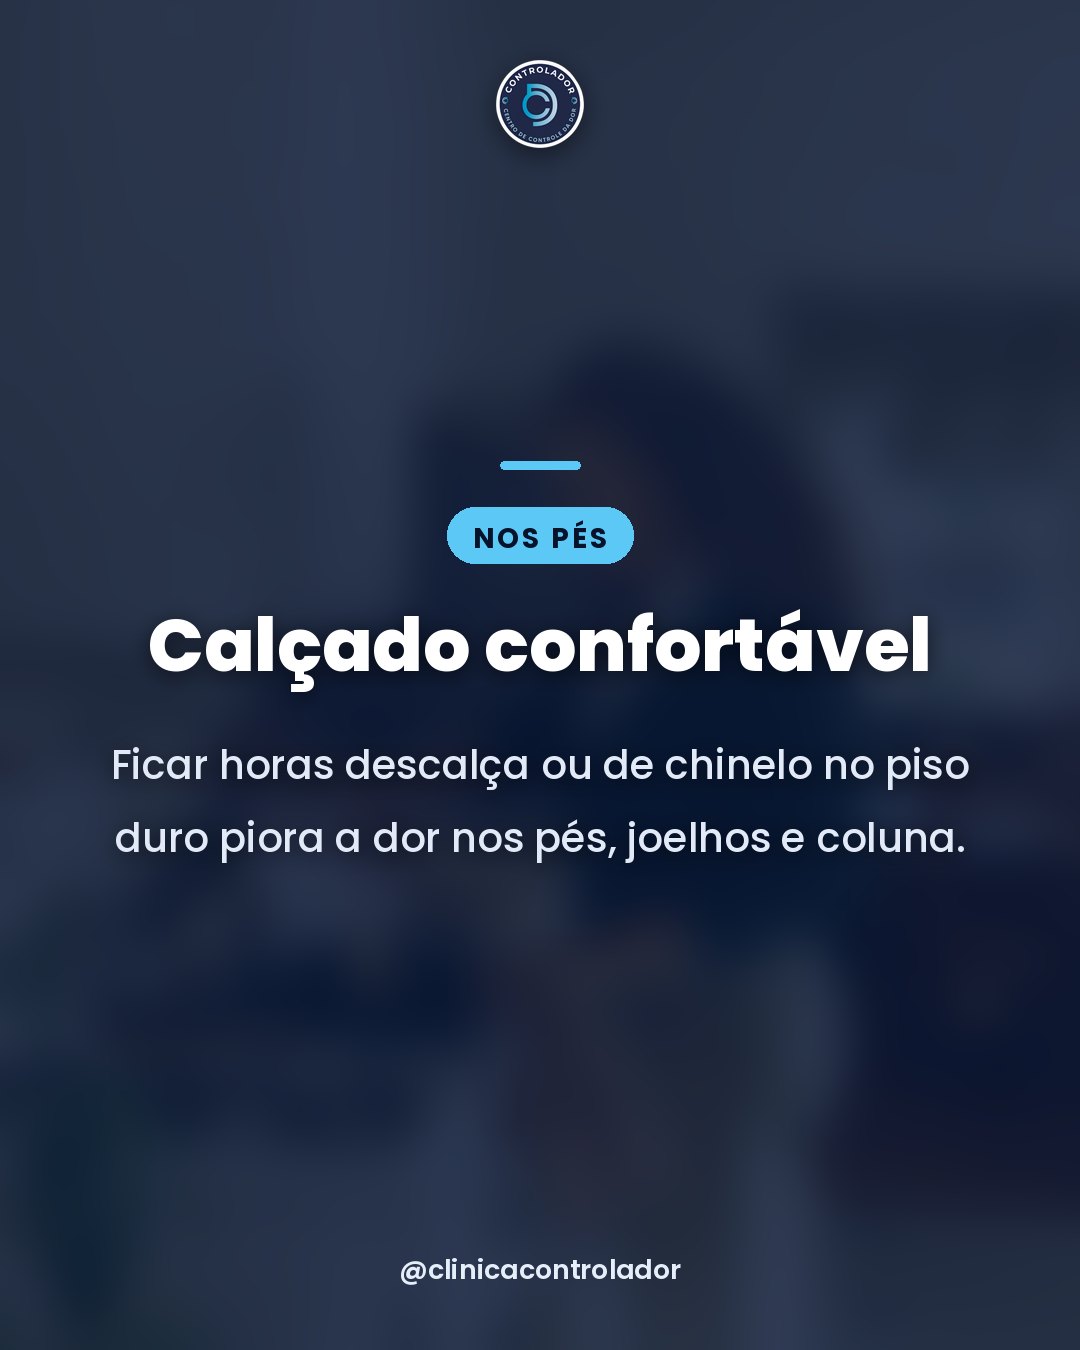 CONTROLADOR
CENTRO DE CONTROLE DA DOR
NOS PÉS
Calçado confortável
Ficar horas descalça ou de chinelo no piso
duro piora a dor nos pés, joelhos e coluna.
@clinicacontrolador